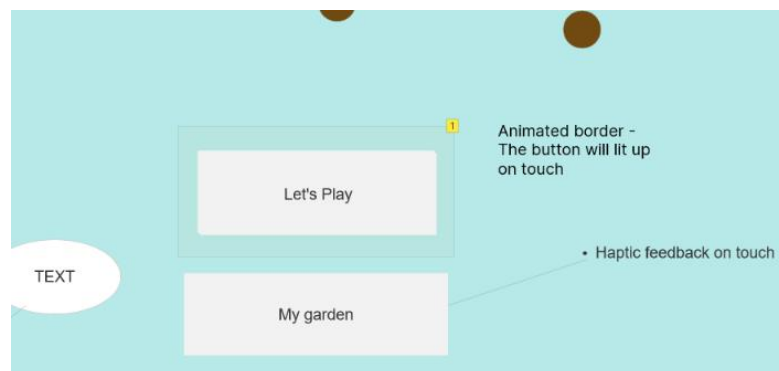 1
Animated border -
The button will lit up
on touch
Let's Play
• Haptic feedback on touch
TEXT
My garden